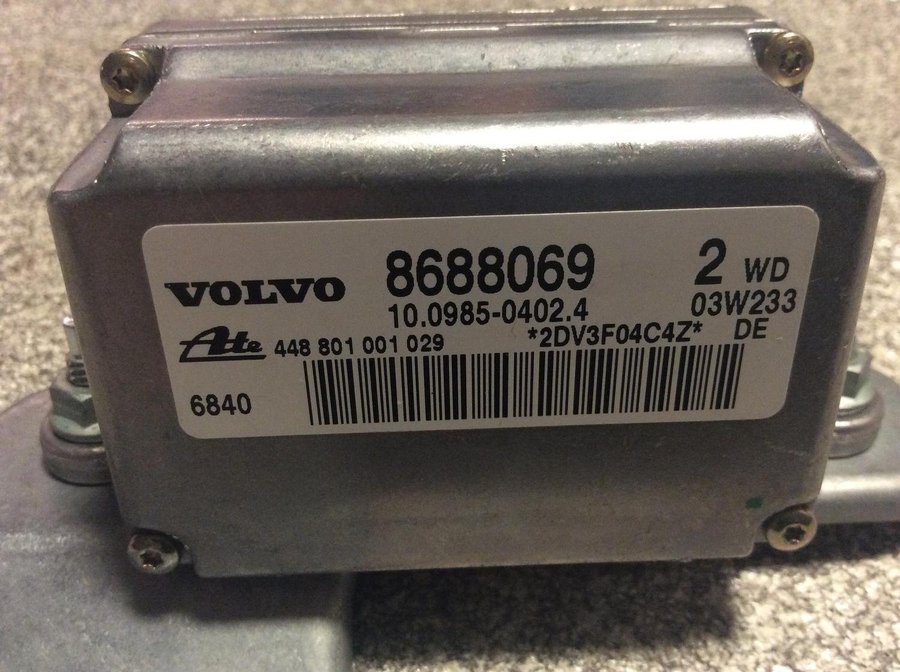 VOLVO 8688069 2 WD
10.0985-0402.4 03W233
Ate 448 801 001 029 *2DV3F04C4Z* DE
6840